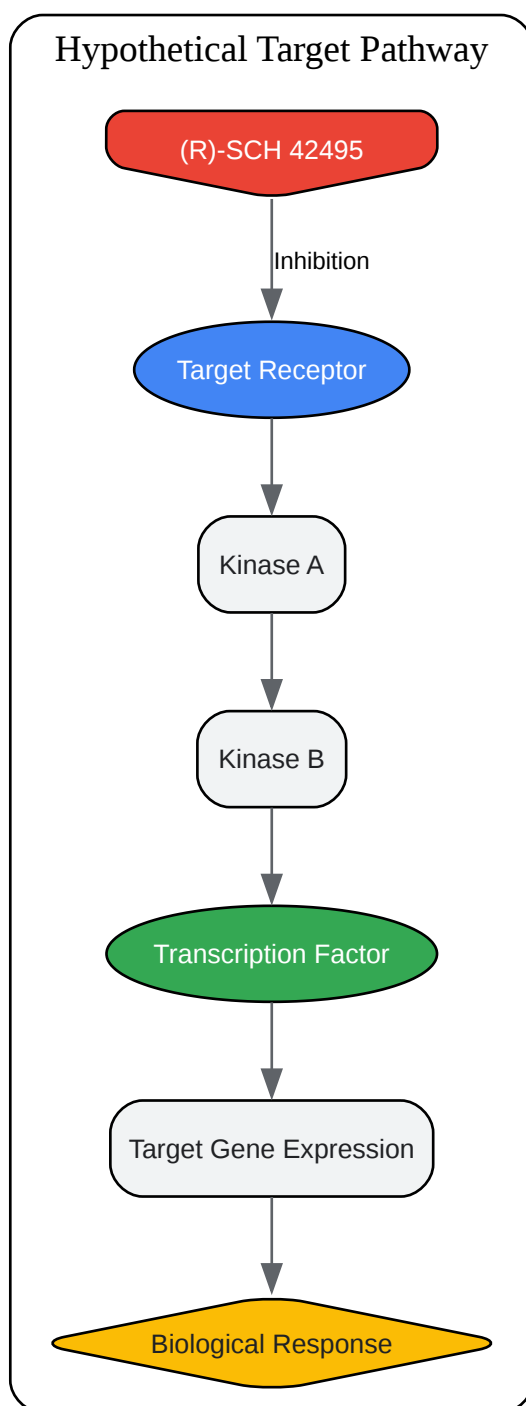 Hypothetical Target Pathway
(R)-SCH 42495
Inhibition
Target Receptor
Kinase A
Kinase B
Transcription Factor
Target Gene Expression
Biological Response